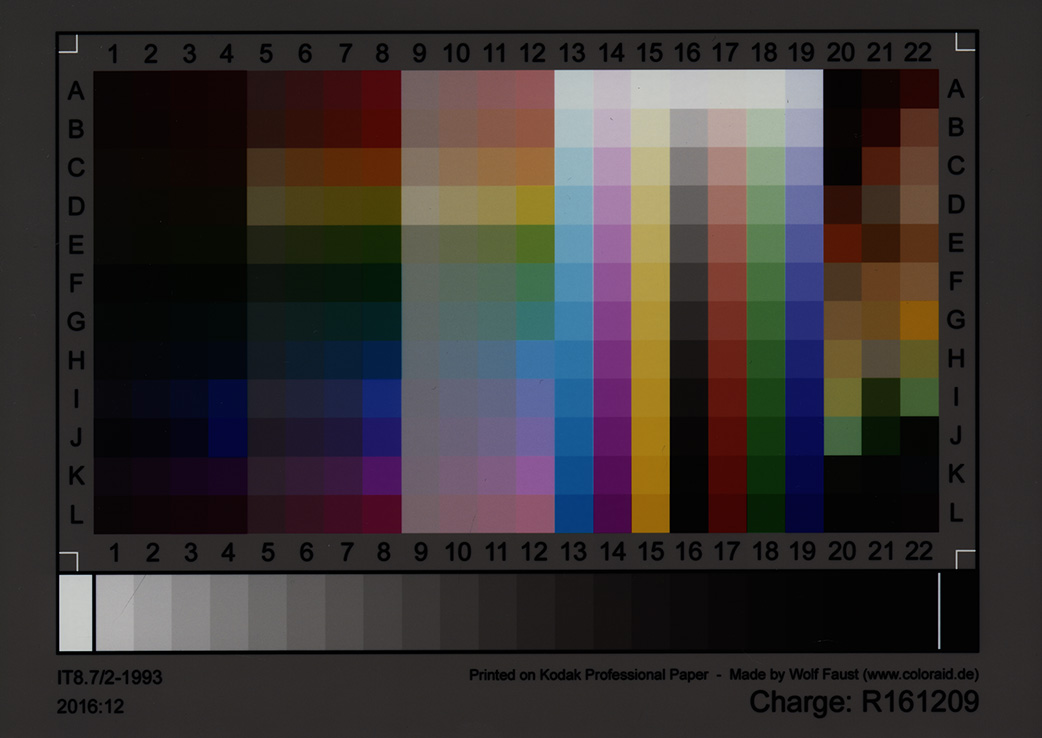 1 2 3 4 5 6 7 8 9 10 11 12 13 14 15 16 17 18 19 20 21 22
A A
B B
C C
D D
E E
F F
G G
H H
I I
J J
K K
L L
1 2 3 4 5 6 7 8 9 10 11 12 13 14 15 16 17 18 19 20 21 22
IT8.7/2-1993 Printed on Kodak Professional Paper - Made by Wolf Faust (www.coloraid.de)
2016:12 Charge: R161209